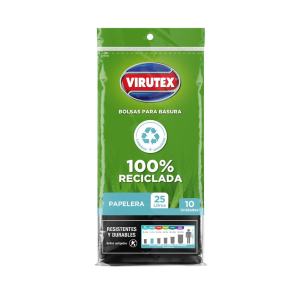 VIRUTEX
BOLSAS PARA BASURA
100%
RECICLADA
PAPELERA
25
Litros
10
Unidades
RESISTENTES
Y DURABLES